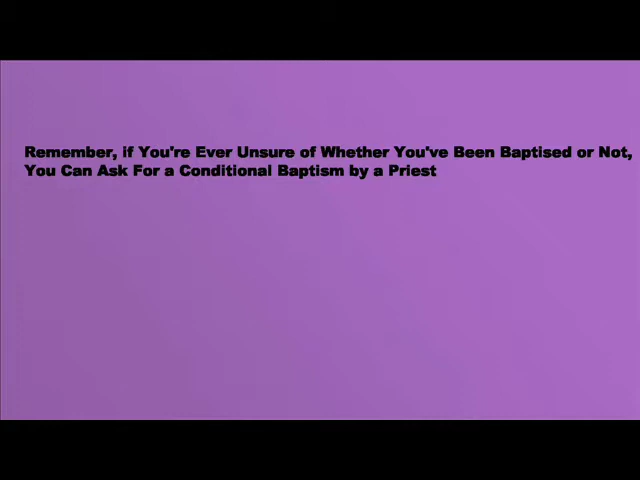 Remember, if You're Ever Unsure of Whether You've Been Baptised or Not,
You Can Ask For a Conditional Baptism by a Priest